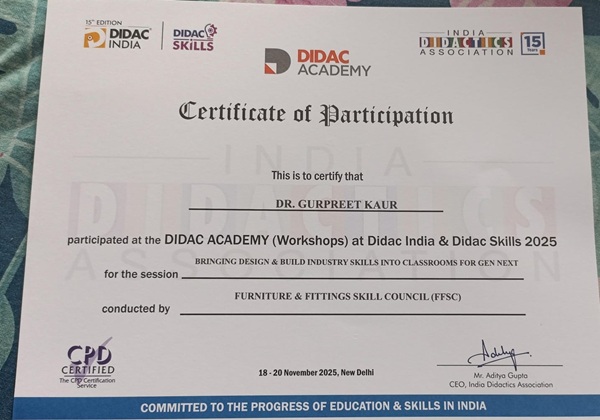 15th EDITION
DIDAC INDIA
DIDAC SKiLLS
DIDAC ACADEMY
INDIA DIDACTICS ASSOCIATION
15 Years
Certificate of Participation
INDIA
DIDACTICS
ASSOCIATION
This is to certify that
DR. GURPREET KAUR
participated at the DIDAC ACADEMY (Workshops) at Didac India & Didac Skills 2025
BRINGING DESIGN & BUILD INDUSTRY SKILLS INTO CLASSROOMS FOR GEN NEXT
for the session
FURNITURE & FITTINGS SKILL COUNCIL (FFSC)
conducted by
CPD
CERTIFIED
The CPD Certification
Service
18 - 20 November 2025, New Delhi
Aditya
Mr. Aditya Gupta
CEO, India Didactics Association
COMMITTED TO THE PROGRESS OF EDUCATION & SKILLS IN INDIA